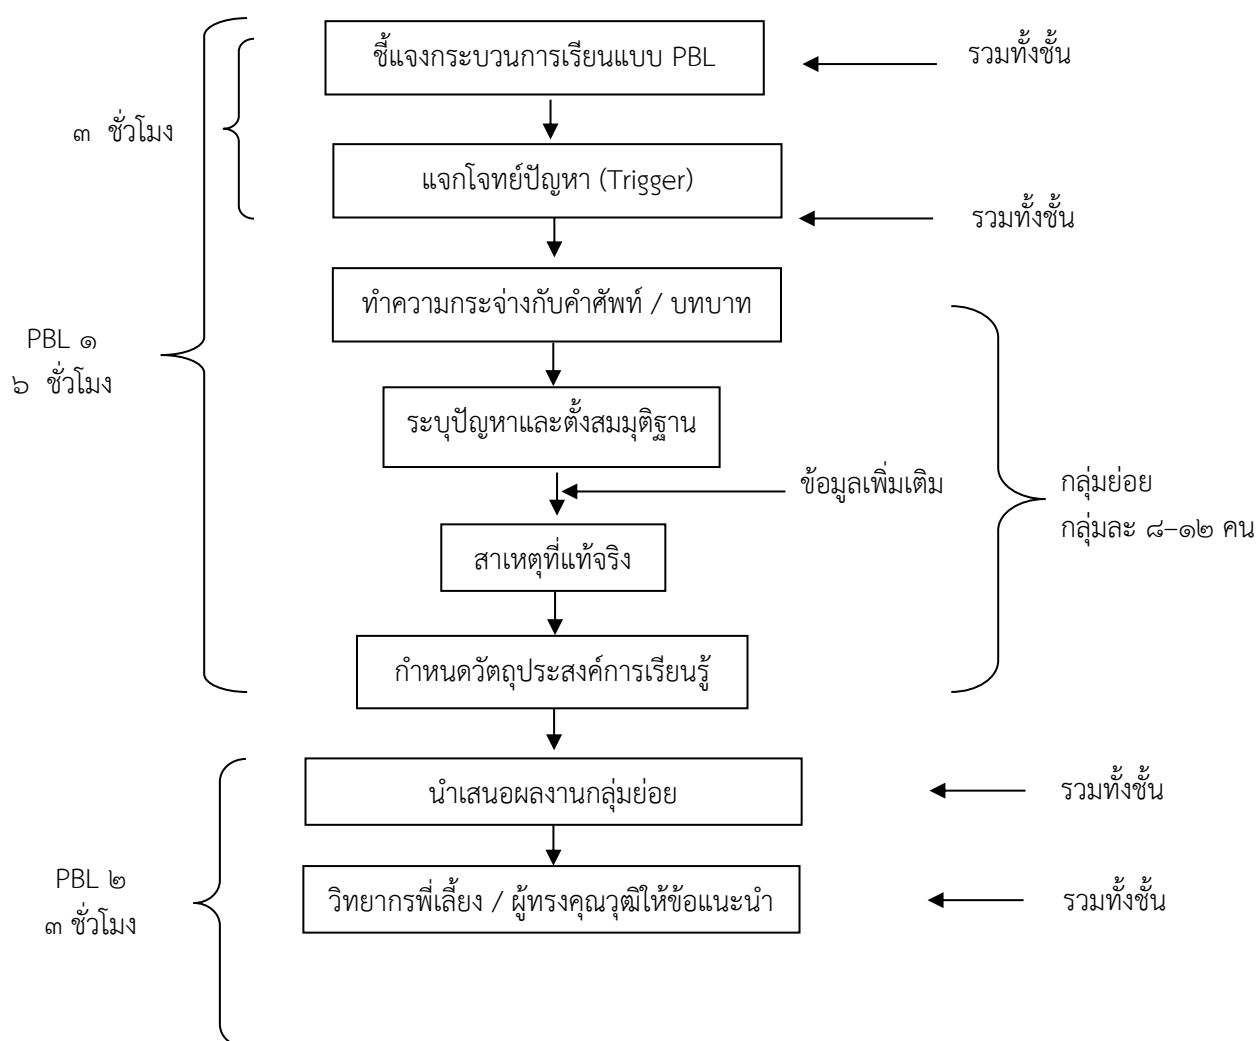 ชี้แจงกระบวนการเรียนแบบ PBL
รวมทั้งชั้น
๓ ชั่วโมง
แจกโจทย์ปัญหา (Trigger)
รวมทั้งชั้น
ทำความกระจ่างกับคำศัพท์ / บทบาท
PBL ๑
๖ ชั่วโมง
ระบุปัญหาและตั้งสมมุติฐาน
ข้อมูลเพิ่มเติม
กลุ่มย่อย
กลุ่มละ ๘–๑๒ คน
สาเหตุที่แท้จริง
กำหนดวัตถุประสงค์การเรียนรู้
นำเสนอผลงานกลุ่มย่อย
รวมทั้งชั้น
PBL ๒
๓ ชั่วโมง
วิทยากรพี่เลี้ยง / ผู้ทรงคุณวุฒิให้ข้อแนะนำ
รวมทั้งชั้น